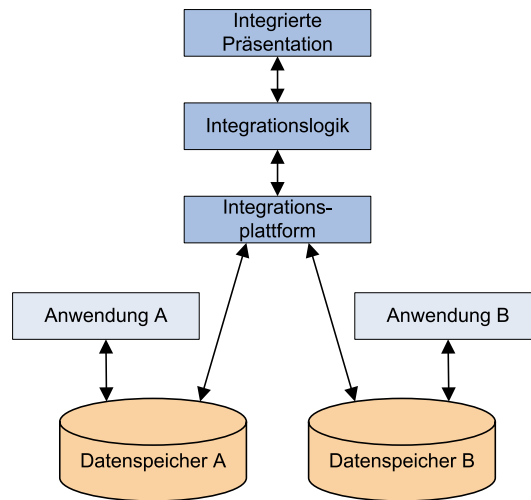 Integrierte
Präsentation
Integrationslogik
Integrations-
plattform
Anwendung A
Anwendung B
Datenspeicher A
Datenspeicher B